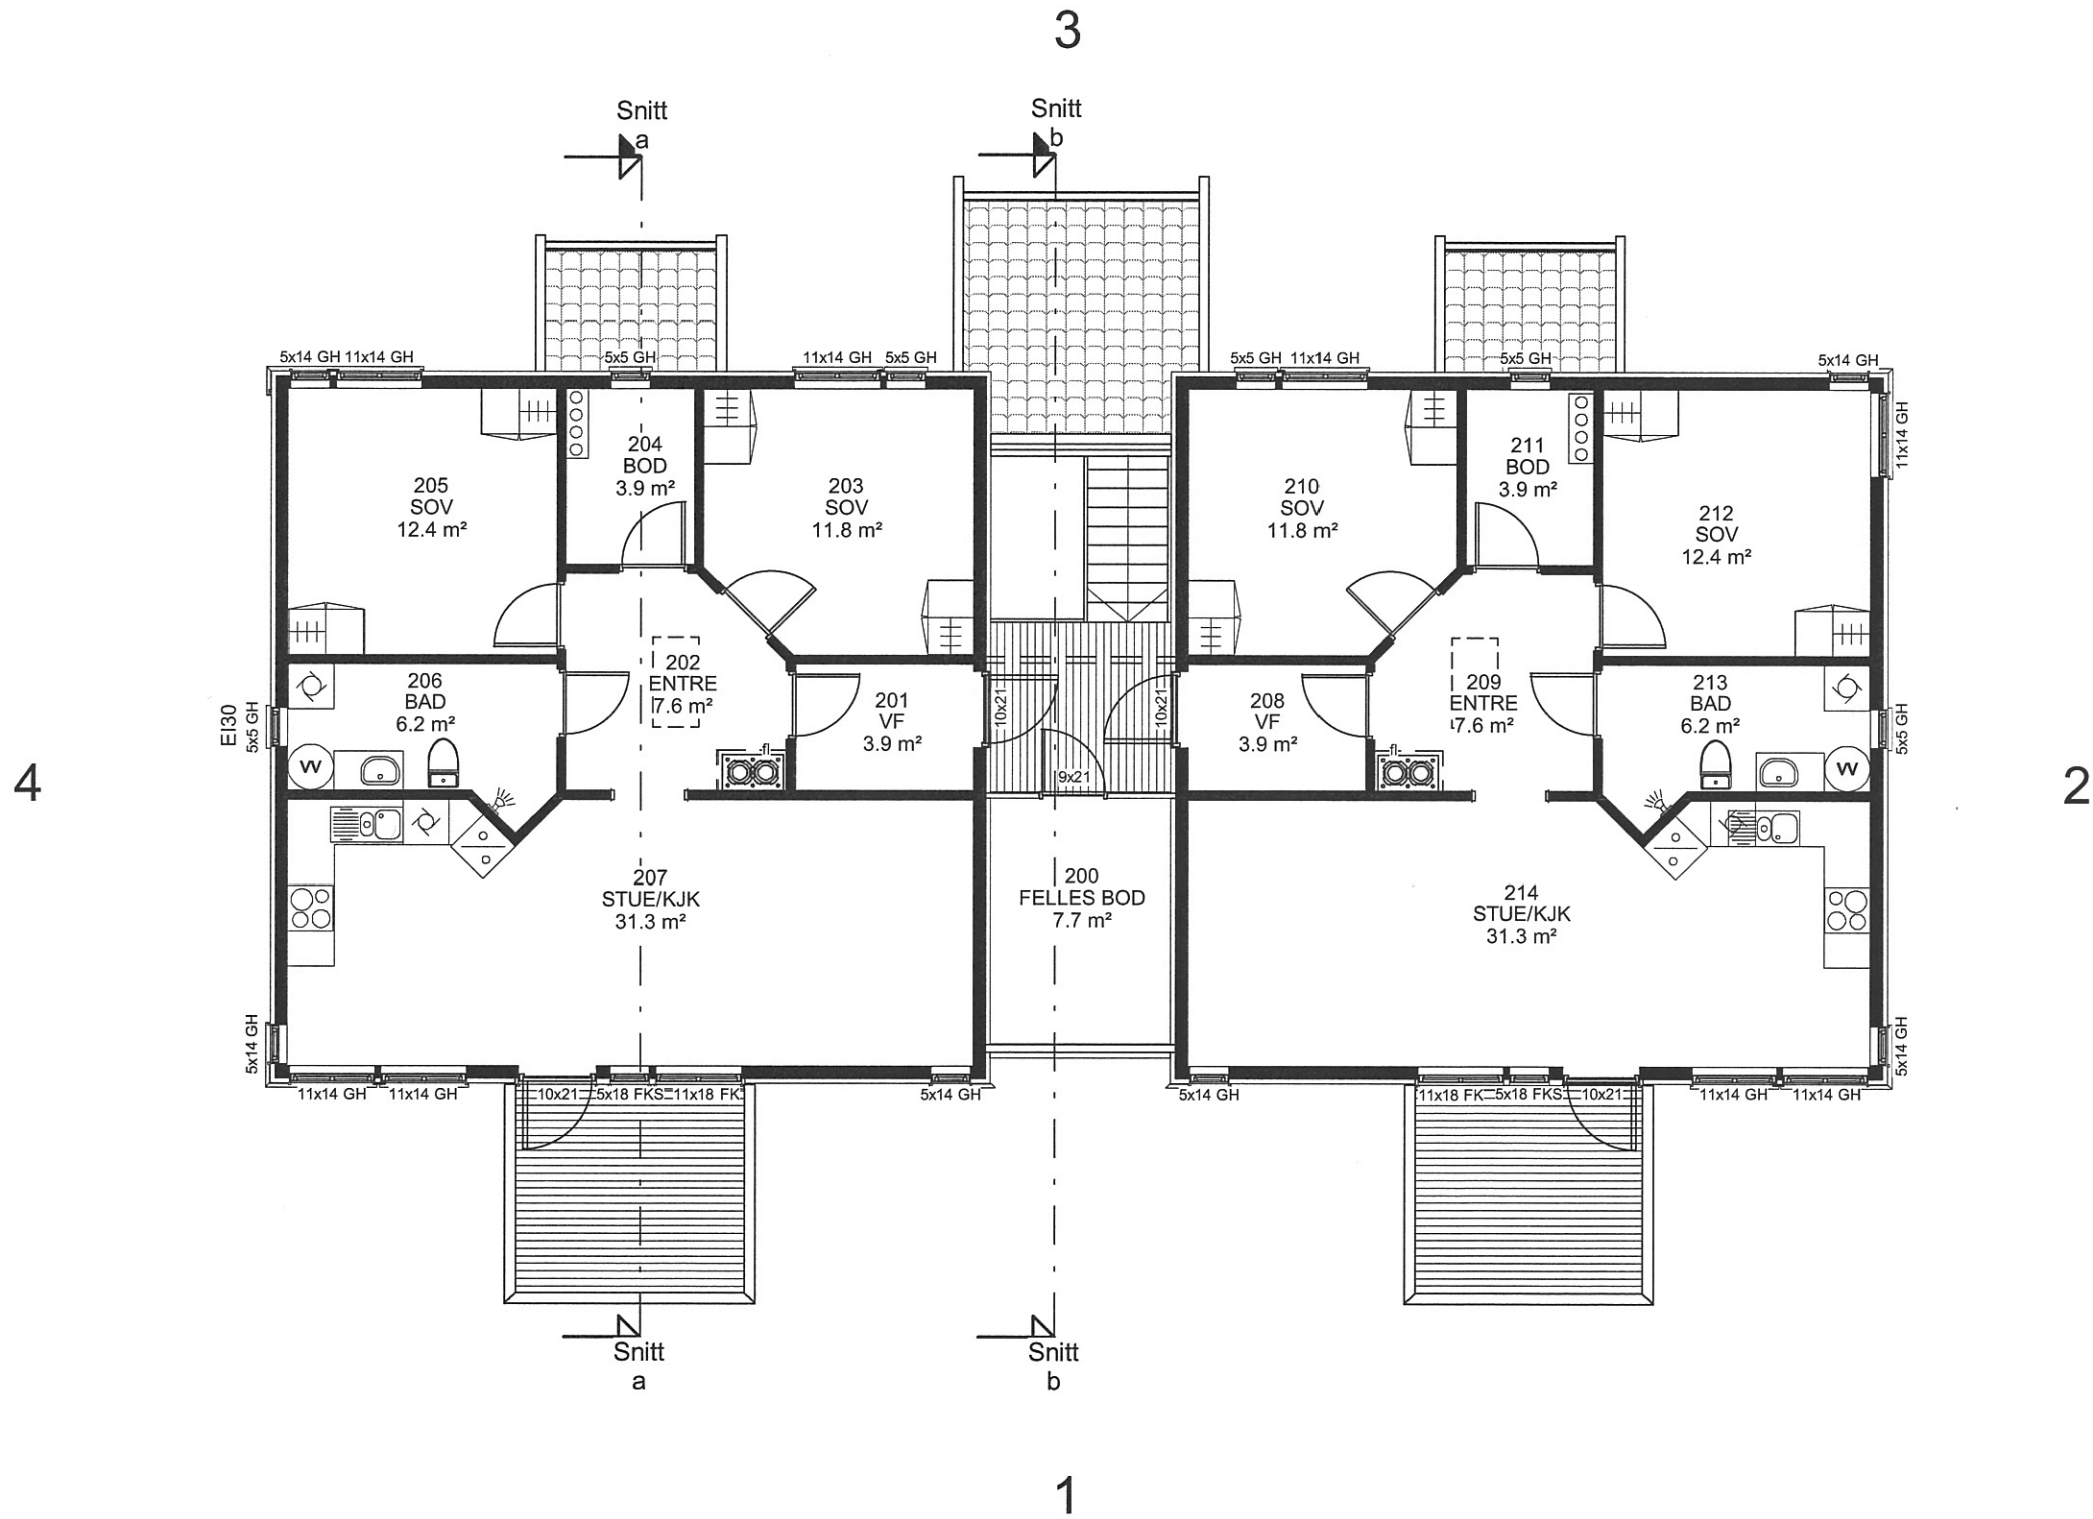 3
Snitt
a
Snitt
b
5x14 GH 11x14 GH
5x5 GH
11x14 GH 5x5 GH
5x5 GH 11x14 GH
5x5 GH
5x14 GH
11x14 GH
205
SOV
12.4 m²
204
BOD
3.9 m²
203
SOV
11.8 m²
210
SOV
11.8 m²
211
BOD
3.9 m²
212
SOV
12.4 m²
206
BAD
6.2 m²
202
ENTRE
7.6 m²
201
VF
3.9 m²
10x21
10x21
208
VF
3.9 m²
209
ENTRE
7.6 m²
213
BAD
6.2 m²
EI30
5x5 GH
5x5 GH
W
fl
9x21
fl
W
4
2
207
STUE/KJK
31.3 m²
200
FELLES BOD
7.7 m²
214
STUE/KJK
31.3 m²
5x14 GH
5x14 GH
11x14 GH
11x14 GH
10x21
5x18 FKS
11x18 FK
5x14 GH
5x14 GH
11x18 FK
5x18 FKS
10x21
11x14 GH
11x14 GH
Snitt
a
Snitt
b
1